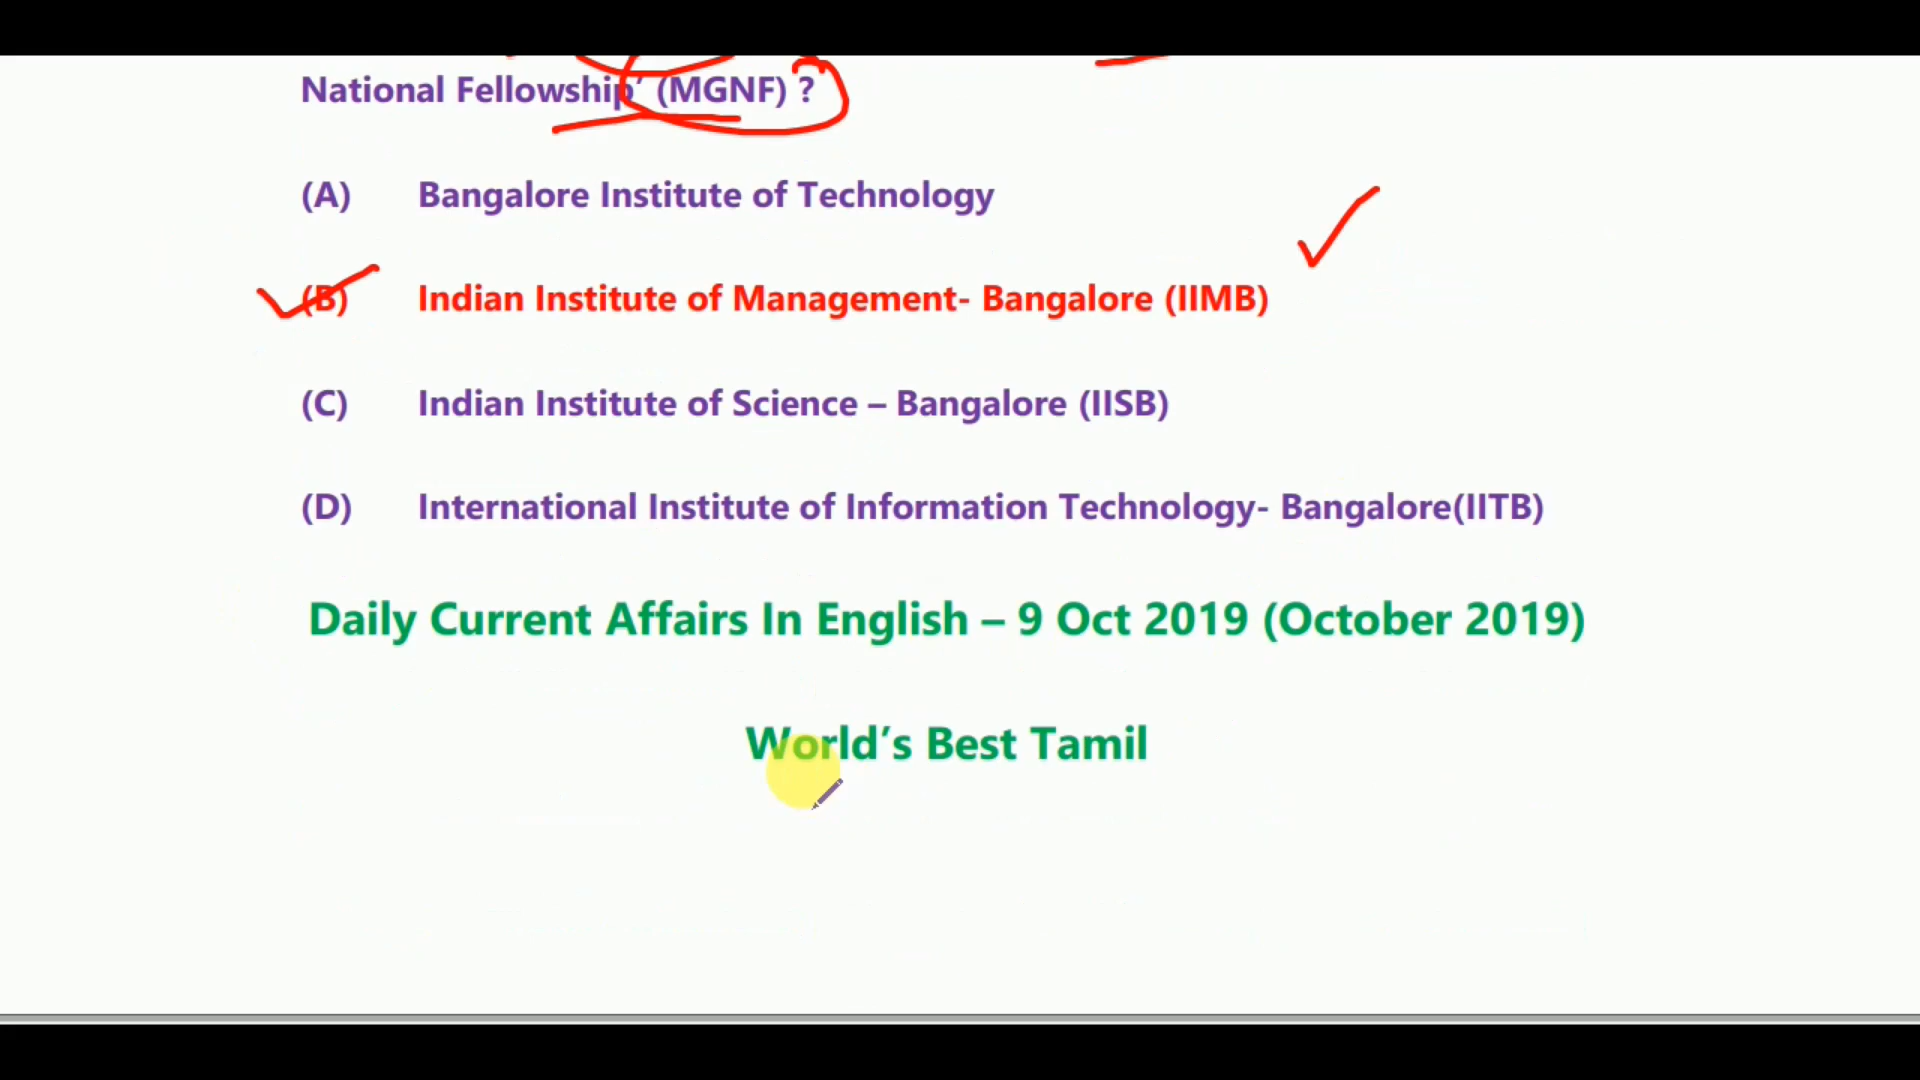 National Fellowship’ (MGNF) ?
(A) Bangalore Institute of Technology
(B) Indian Institute of Management- Bangalore (IIMB)
(C) Indian Institute of Science – Bangalore (IISB)
(D) International Institute of Information Technology- Bangalore(IITB)
Daily Current Affairs In English – 9 Oct 2019 (October 2019)
World’s Best Tamil